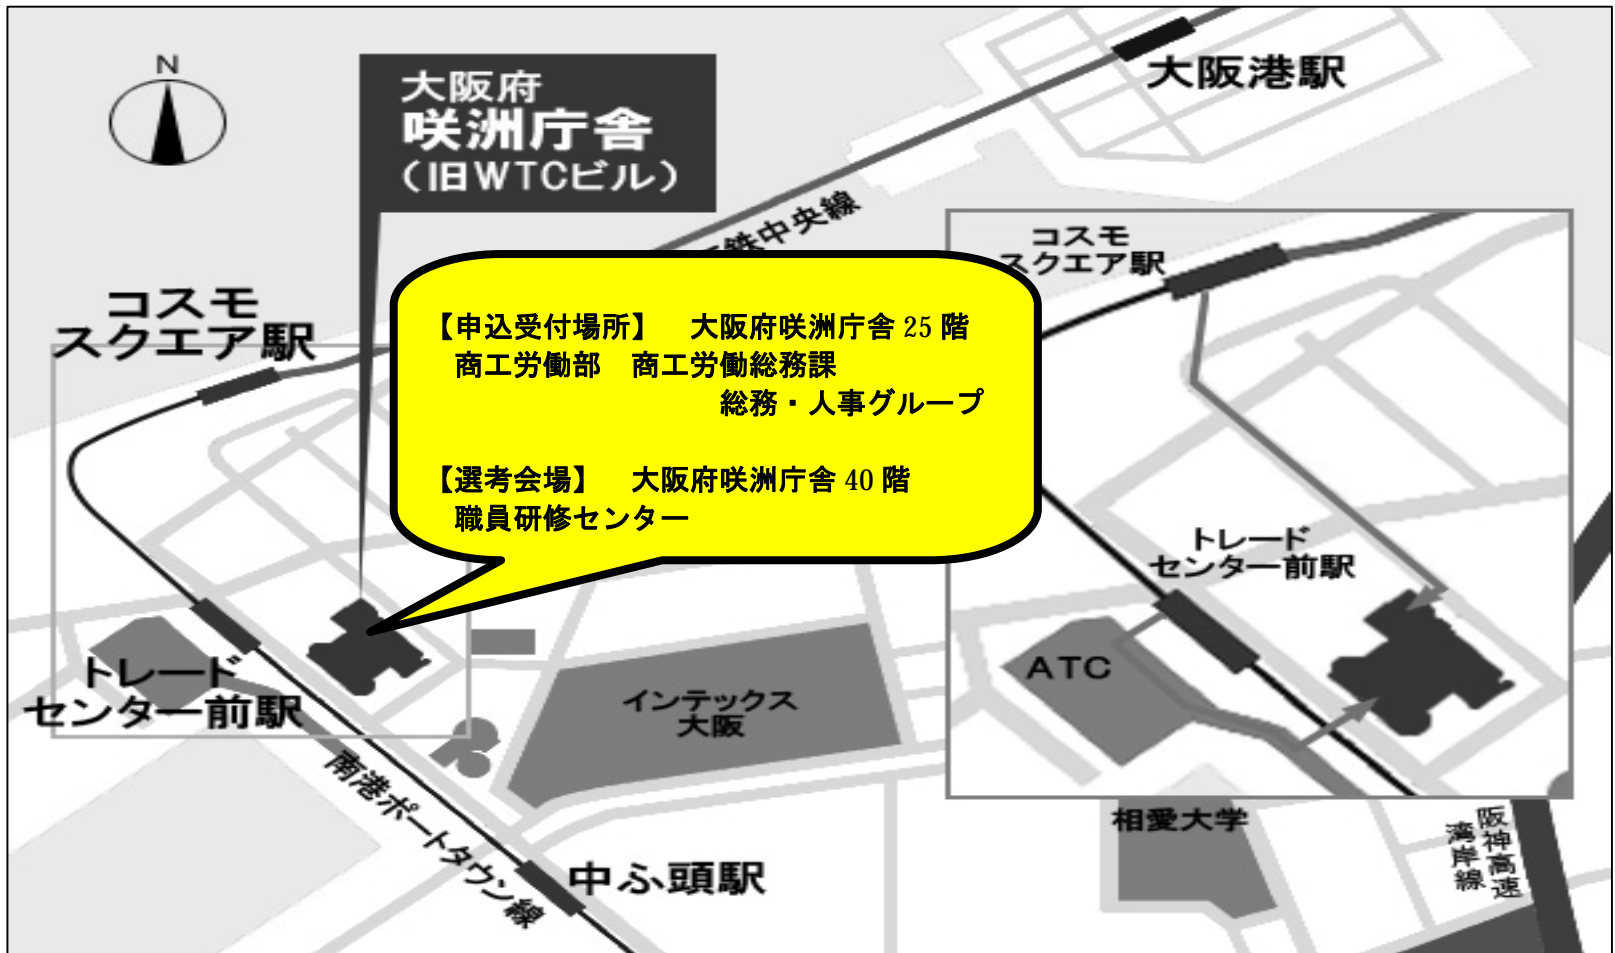 N
大阪府
咲洲庁舎
（旧WTCビル）
大阪港駅
鉄中央線
コスモ
スクエア駅
【申込受付場所】　大阪府咲洲庁舎 25 階
商工労働部　商工労働総務課
総務・人事グループ
【選考会場】　大阪府咲洲庁舎 40 階
職員研修センター
コスモ
スクエア駅
トレード
センター前駅
ATC
トレード
センター前駅
インテックス
大阪
南港ポートタウン線
中ふ頭駅
相愛大学
阪神高速
湾岸線